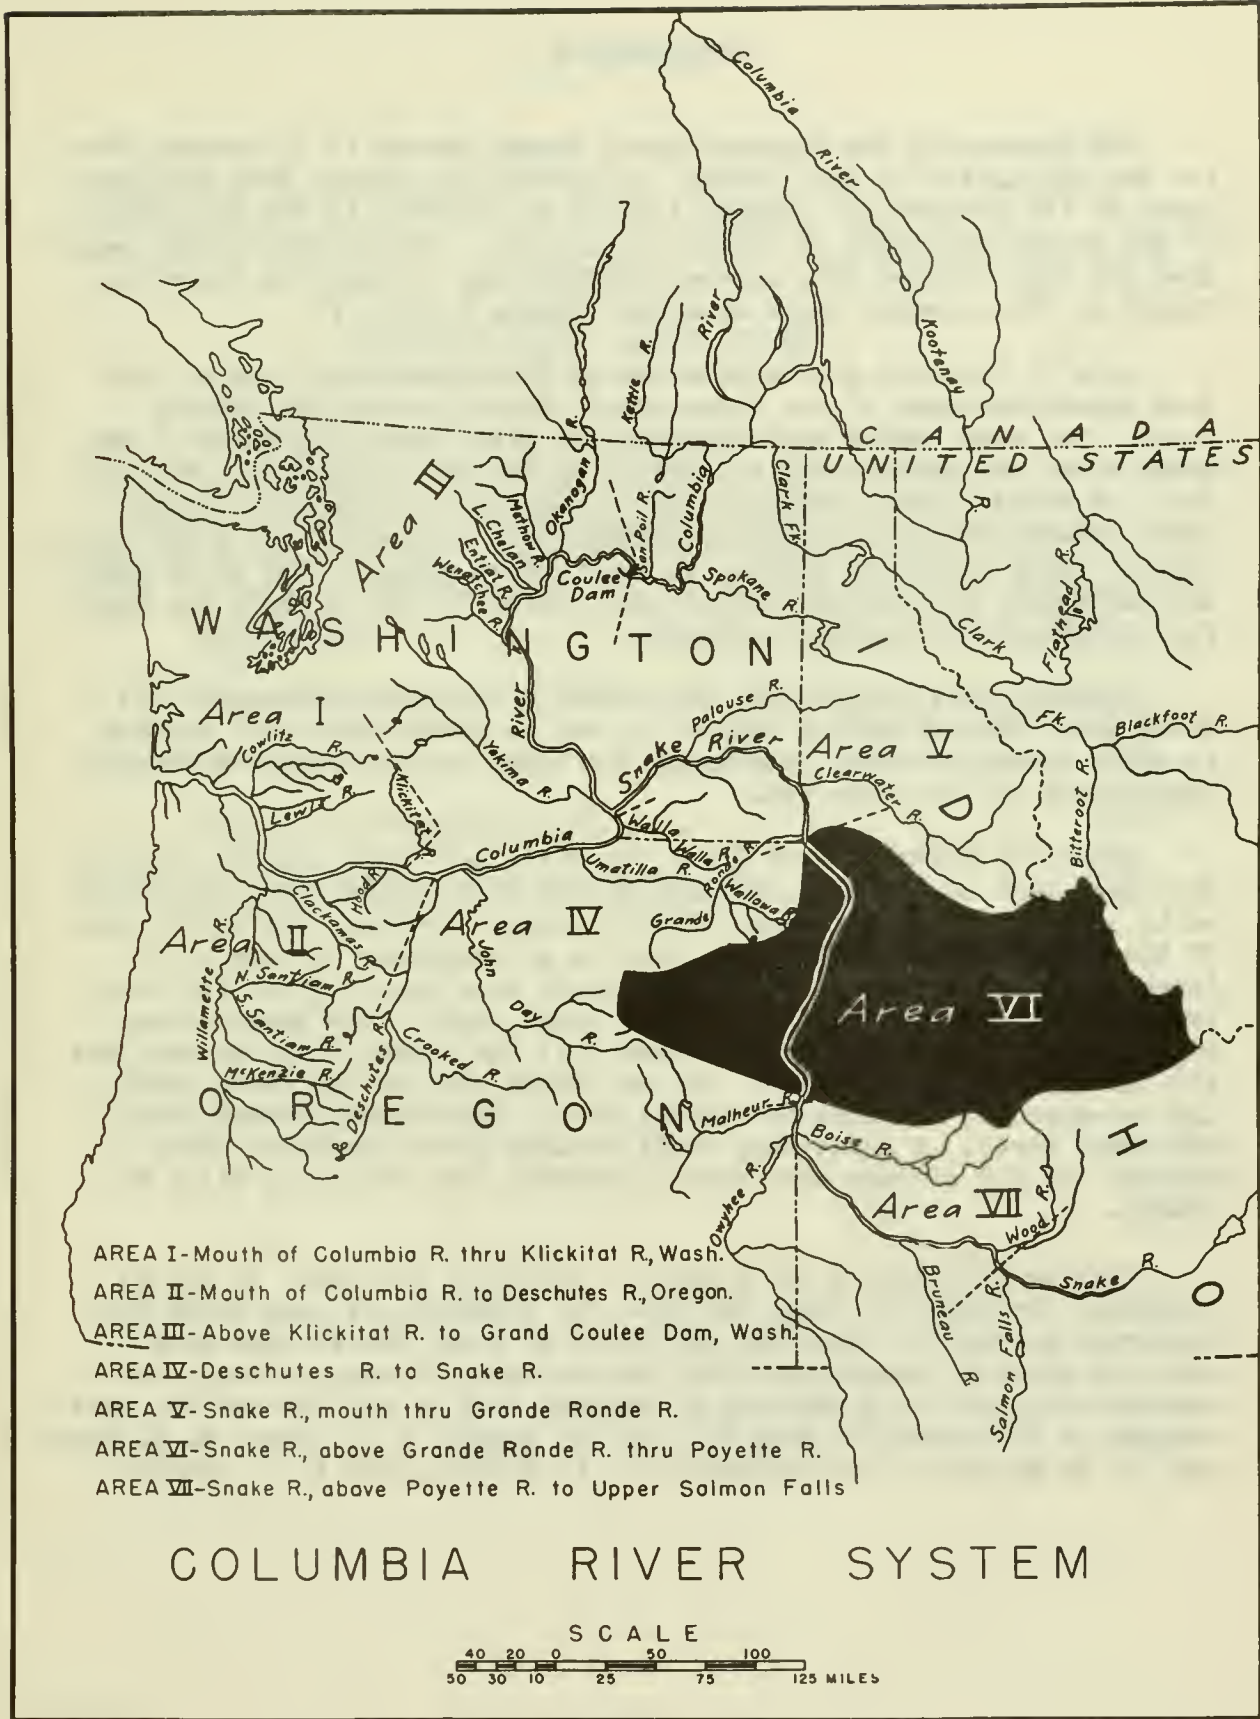 Columbia
River
River
Kettle R.
Kootenay
R.
CANADA
UNITED STATES
Okanogan R.
Methow R.
L. Chelan
Entiat R.
Wenatchee R.
Area III
San Poil R.
Columbia
Clark Fk.
Coulee
Dam
Spokane R.
Flathead R.
Clark
Fk.
Blackfoot R.
Bitteroot R.
WASHINGTON
Area I
Cowlitz R.
Lewis R.
Klickitat R.
Yakima R.
River
Palouse R.
Snake River
Area V
Clearwater R.
Columbia
Walla
Walla R.
Umatilla R.
Grande Ronde R.
Wallowa R.
Hood R.
Clackamas R.
Area II
Area IV
Willamette R.
N. Santiam R.
S. Santiam R.
McKenzie R.
Deschutes R.
Crooked R.
John
Day
R.
Area VI
OREGON
Malheur R.
Boise R.
Owyhee R.
Area VII
Wood R.
Bruneau R.
Salmon Falls R.
Snake R.
I
D
A
H
O
AREA I-Mouth of Columbia R. thru Klickitat R., Wash.
AREA II-Mouth of Columbia R. to Deschutes R., Oregon.
AREA III-Above Klickitat R. to Grand Coulee Dam, Wash.
AREA IV-Deschutes R. to Snake R.
AREA V-Snake R., mouth thru Grande Ronde R.
AREA VI-Snake R., above Grande Ronde R. thru Payette R.
AREA VII-Snake R., above Payette R. to Upper Salmon Falls
COLUMBIA RIVER SYSTEM
SCALE
40 20 0 50 100
50 30 10 25 75 125 MILES